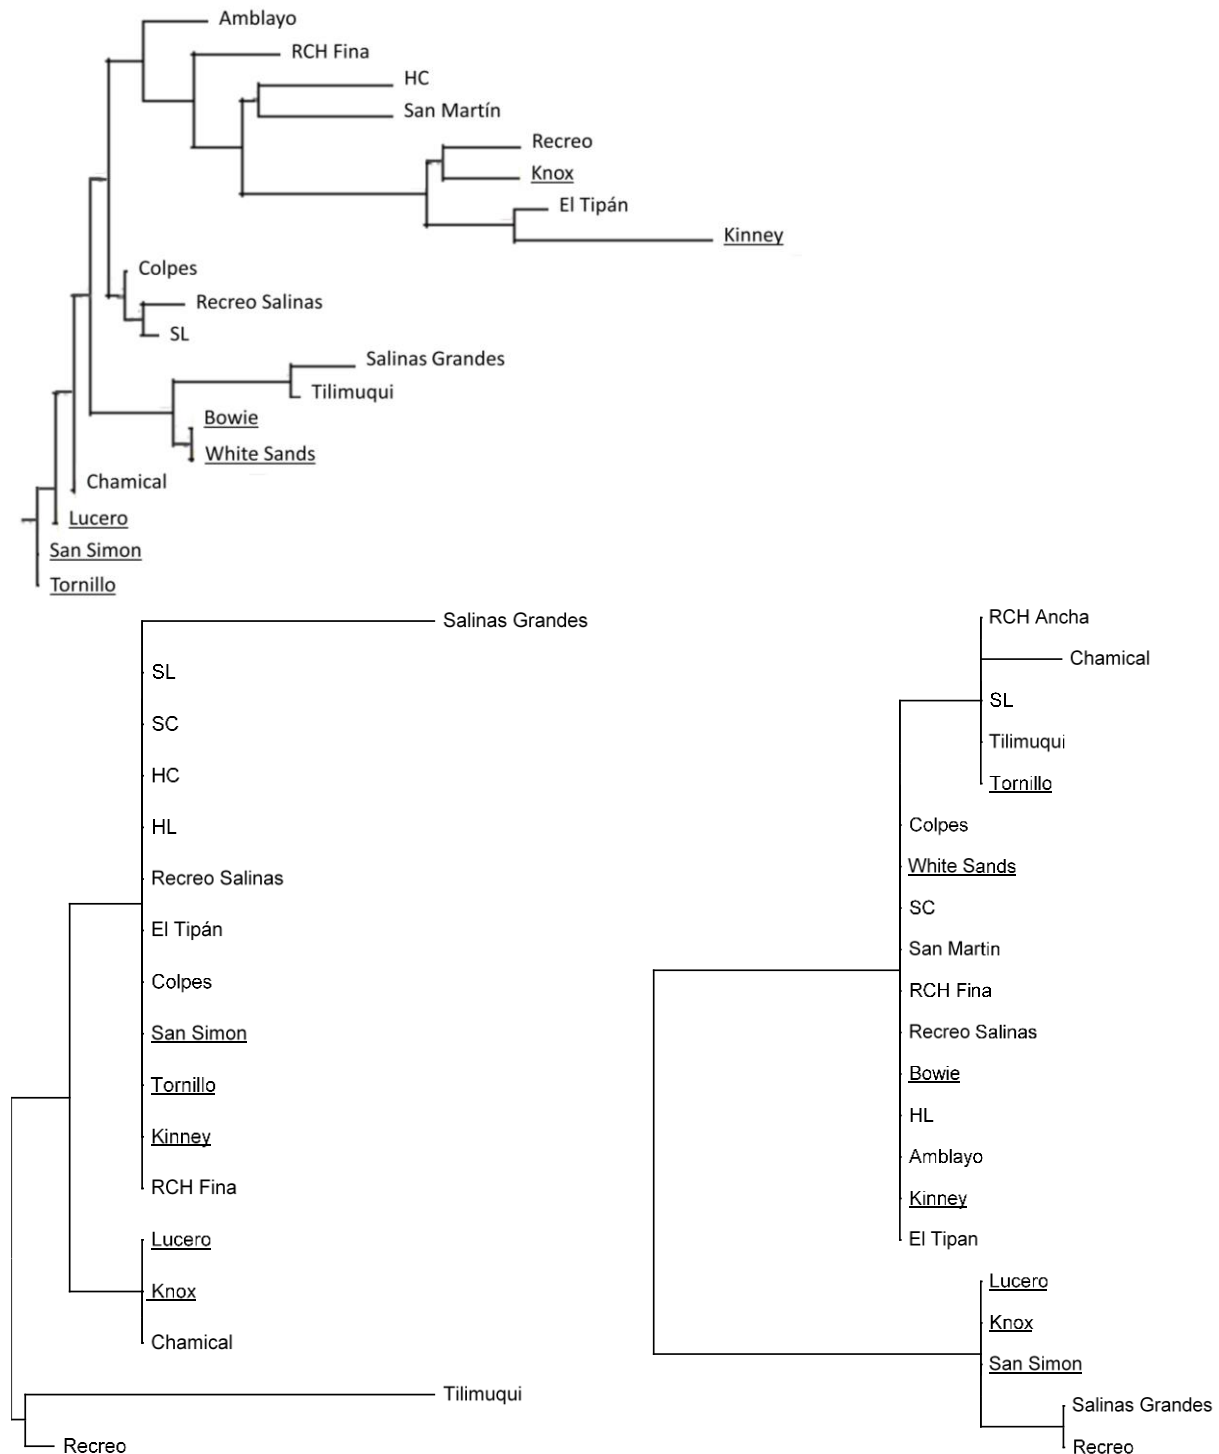 Amblayo
RCH Fina
HC
San Martín
Recreo
Knox
El Tipán
Kinney
Colpes
Recreo Salinas
SL
Salinas Grandes
Tilimuqui
Bowie
White Sands
Chamical
Lucero
San Simon
Tornillo
Salinas Grandes
SL
SC
HC
HL
Recreo Salinas
El Tipán
Colpes
San Simon
Tornillo
Kinney
RCH Fina
Lucero
Knox
Chamical
Tilimuqui
Recreo
RCH Ancha
Chamical
SL
Tilimuqui
Tornillo
Colpes
White Sands
SC
San Martin
RCH Fina
Recreo Salinas
Bowie
HL
Amblayo
Kinney
El Tipan
Lucero
Knox
San Simon
Salinas Grandes
Recreo